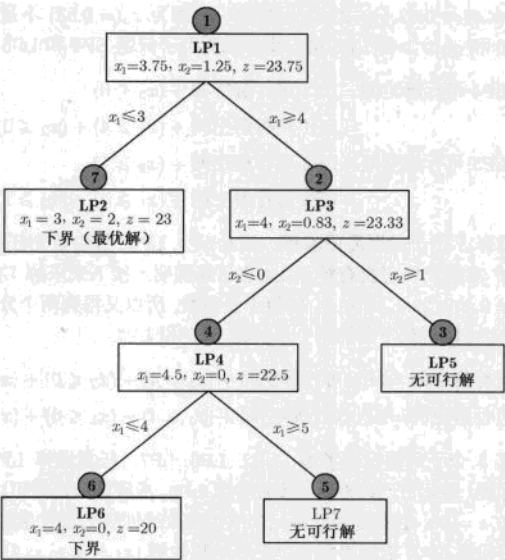 1
LP1
x₁=3.75, x₂=1.25, z=23.75
x₁≤3
x₁≥4
7
LP2
x₁=3, x₂=2, z=23
下界（最优解）
2
LP3
x₁=4, x₂=0.83, z=23.33
x₂≤0
x₂≥1
4
LP4
x₁=4.5, x₂=0, z=22.5
3
LP5
无可行解
x₁≤4
x₁≥5
6
LP6
x₁=4, x₂=0, z=20
下界
5
LP7
无可行解